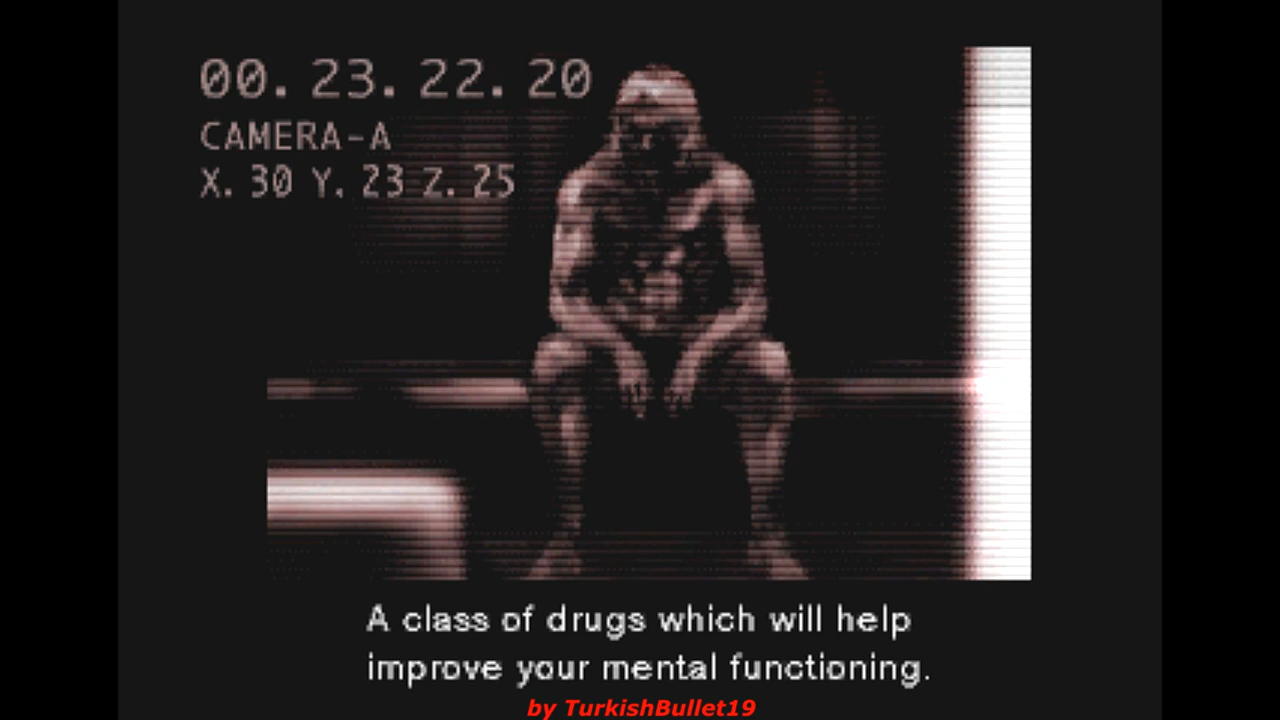 00.23.22.20
CAMERA-A
X.30 Y.23 Z.25
A class of drugs which will help
improve your mental functioning.
by TurkishBullet19